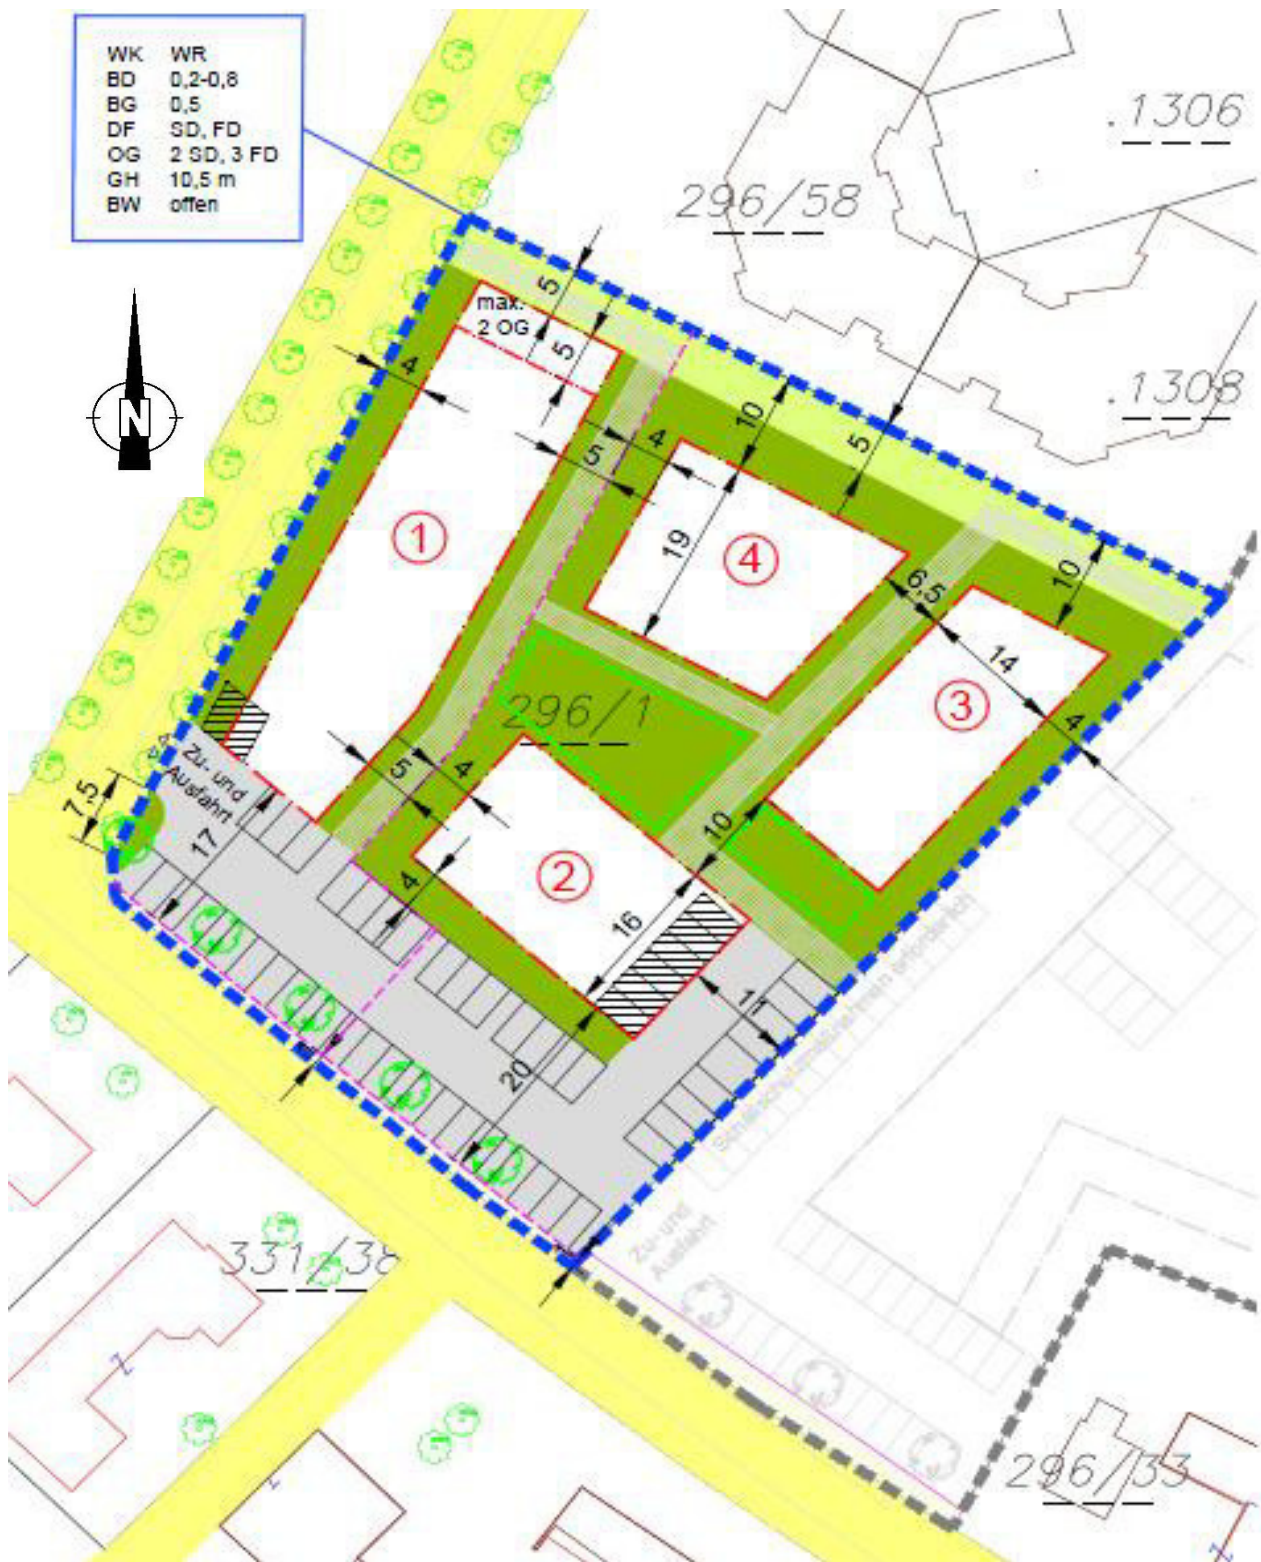 WK WR
BD 0,2-0,8
BG 0,5
DF SD, FD
OG 2 SD, 3 FD
GH 10,5 m
BW offen
.1306
296/58
5
max.
2 OG
5
4
N
.1308
10
5
4
5
1
19
4
6,5
10
14
3
296/1
4
Zu- und
Ausfahrt
7,5
5
4
17
10
4
2
16
11
20
Schallschutzmaßnahmen erforderlich
Zu- und
Ausfahrt
331/38
Z
296/33
Z
Z